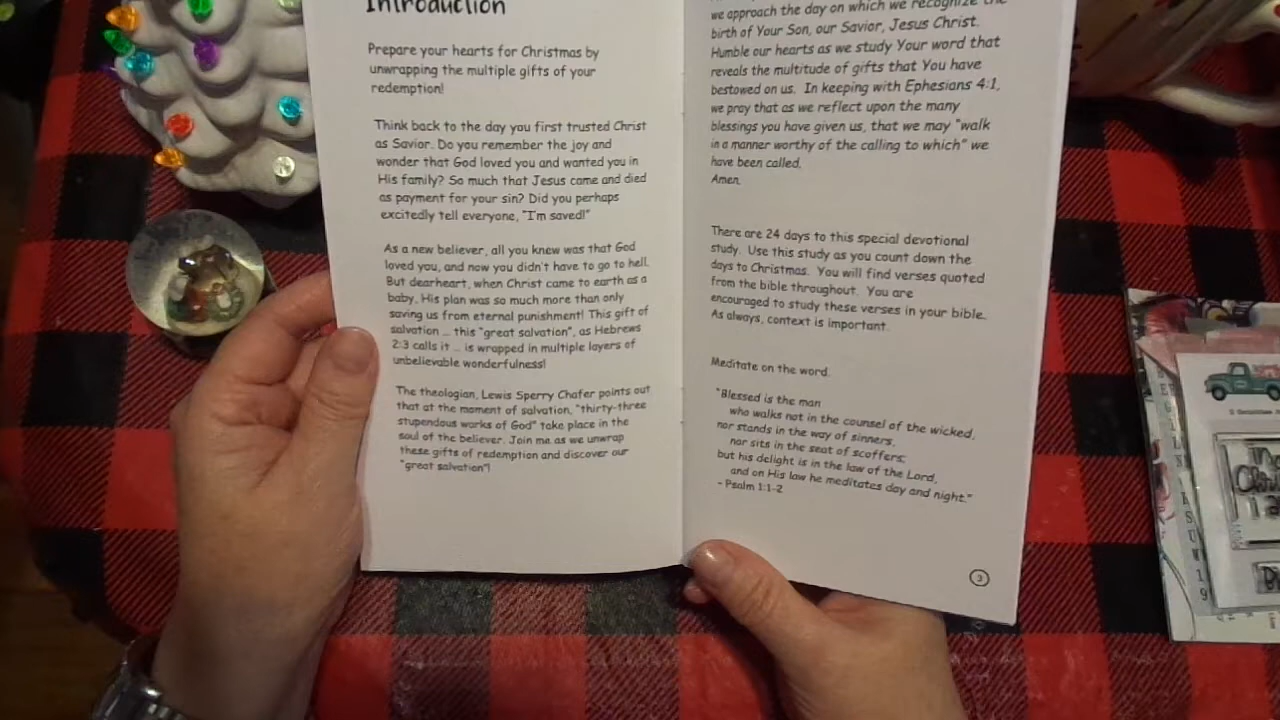 Introduction
Prepare your hearts for Christmas by
unwrapping the multiple gifts of your
redemption!
Think back to the day you first trusted Christ
as Savior. Do you remember the joy and
wonder that God loved you and wanted you in
His family? So much that Jesus came and died
as payment for your sin? Did you perhaps
excitedly tell everyone, "I'm saved!"
As a new believer, all you knew was that God
loved you, and now you didn't have to go to hell.
But dearheart, when Christ came to earth as a
baby, His plan was so much more than only
saving us from eternal punishment! This gift of
salvation ... this "great salvation", as Hebrews
2:3 calls it ... is wrapped in multiple layers of
unbelievable wonderfulness!
The theologian, Lewis Sperry Chafer points out
that at the moment of salvation, "thirty-three
stupendous works of God" take place in the
soul of the believer. Join me as we unwrap
these gifts of redemption and discover our
"great salvation"!
we approach the day on which we recognize the
birth of Your Son, our Savior, Jesus Christ.
Humble our hearts as we study Your word that
reveals the multitude of gifts that You have
bestowed on us. In keeping with Ephesians 4:1,
we pray that as we reflect upon the many
blessings you have given us, that we may "walk
in a manner worthy of the calling to which" we
have been called.
Amen.
There are 24 days to this special devotional
study. Use this study as you count down the
days to Christmas. You will find verses quoted
from the bible throughout. You are
encouraged to study these verses in your bible.
As always, context is important.
Meditate on the word.
"Blessed is the man
who walks not in the counsel of the wicked,
nor stands in the way of sinners,
nor sits in the seat of scoffers;
but his delight is in the law of the Lord,
and on His law he meditates day and night."
- Psalm 1:1-2
3